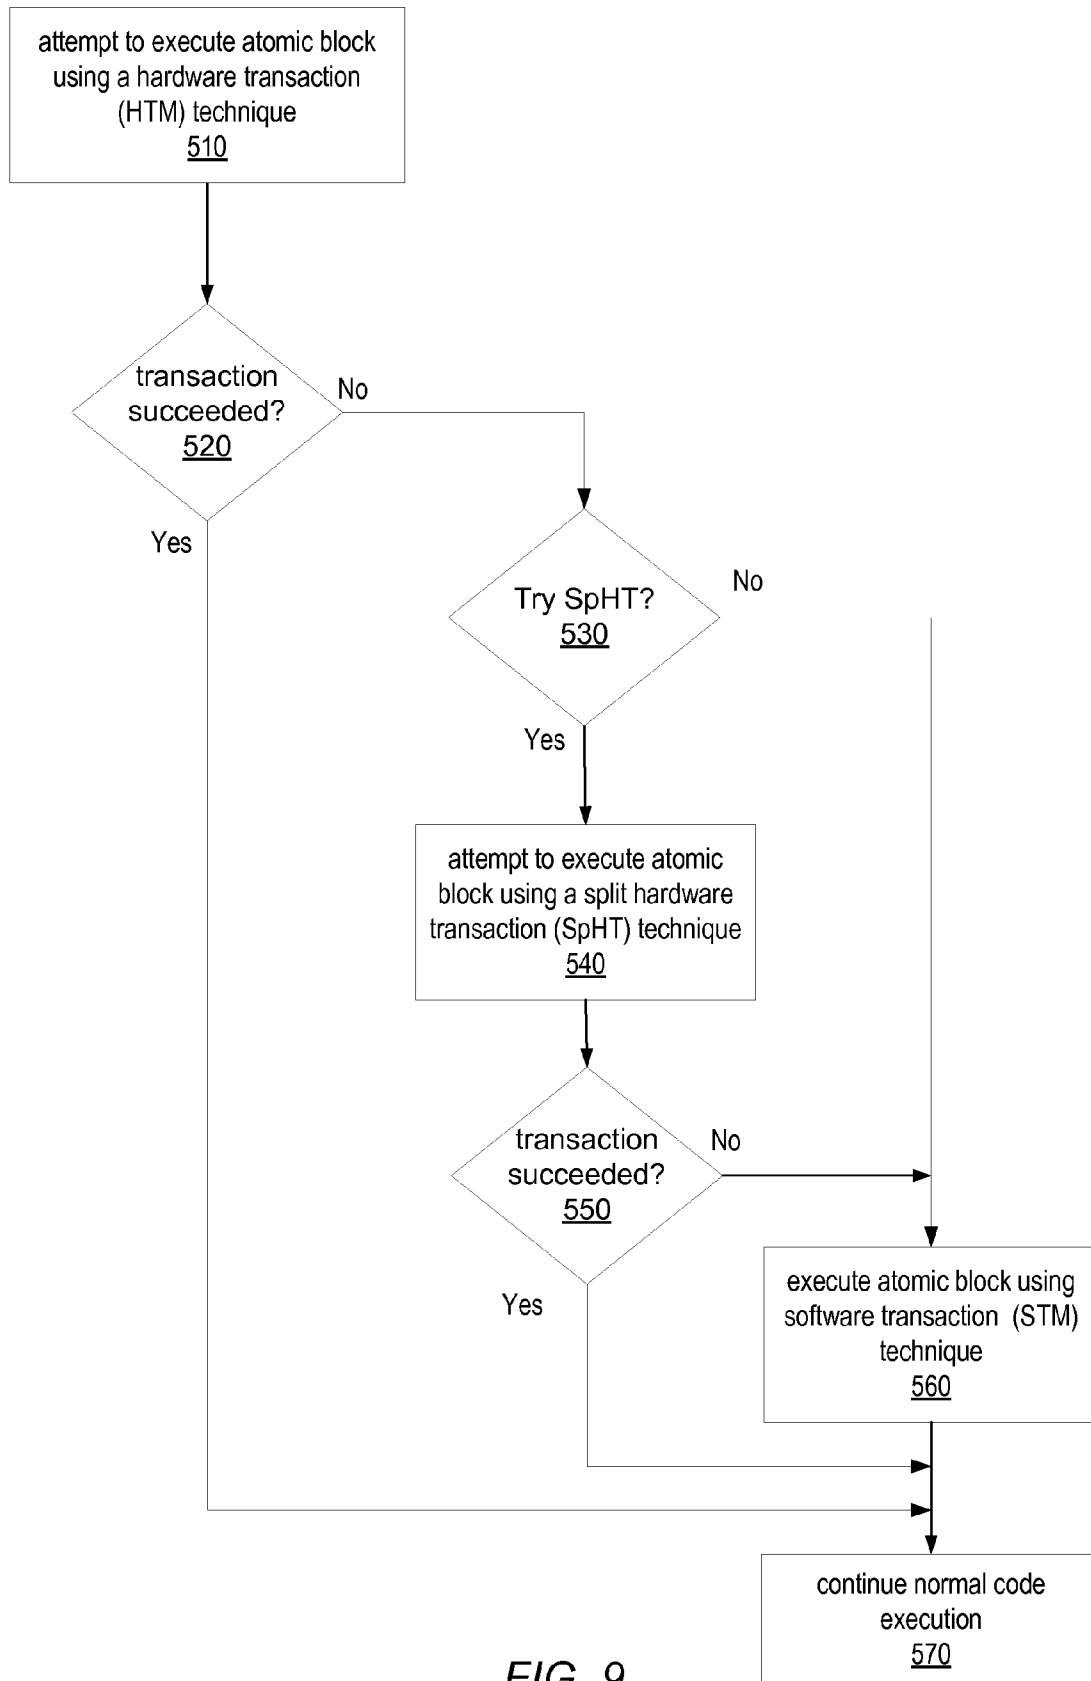 attempt to execute atomic block
using a hardware transaction
(HTM) technique
510
transaction
succeeded?
520
No
Yes
Try SpHT?
530
No
Yes
attempt to execute atomic
block using a split hardware
transaction (SpHT) technique
540
transaction
succeeded?
550
No
Yes
execute atomic block using
software transaction (STM)
technique
560
continue normal code
execution
570
FIG. 9